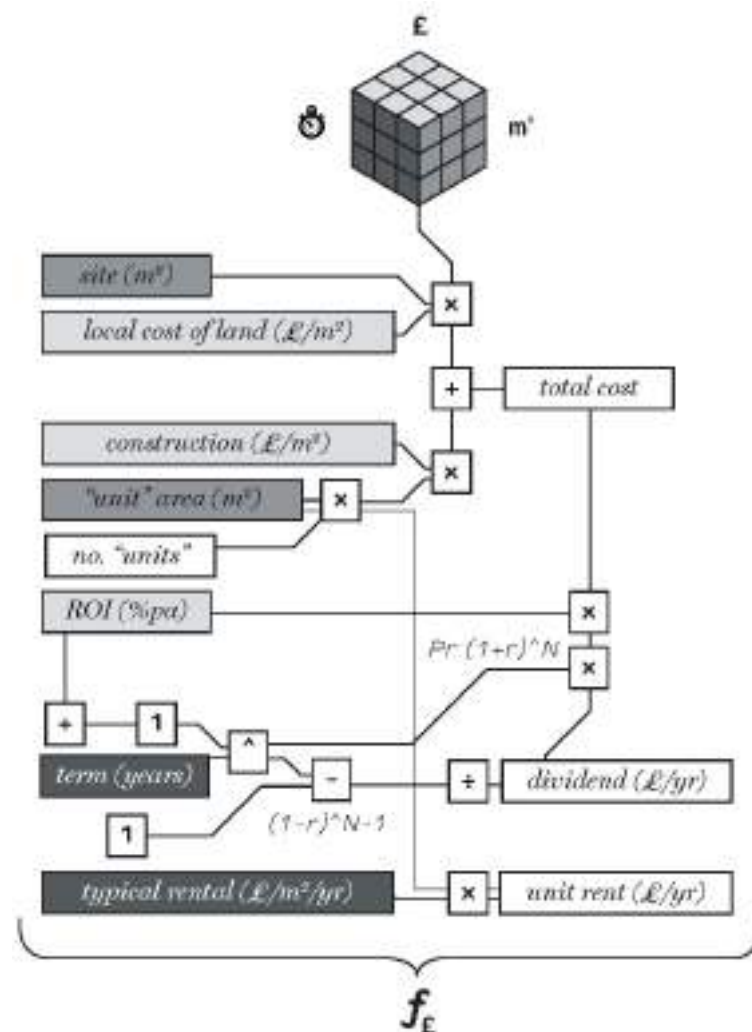 £
m²
site (m²)
×
local cost of land (£/m²)
+
total cost
construction (£/m²)
×
"unit" area (m²)
×
no. "units"
ROI (%pa)
×
Pr(1+r)^N
×
+
1
^
term (years)
-
÷
dividend (£/yr)
1
(1-r)^N-1
typical rental (£/m²/yr)
×
unit rent (£/yr)
f£